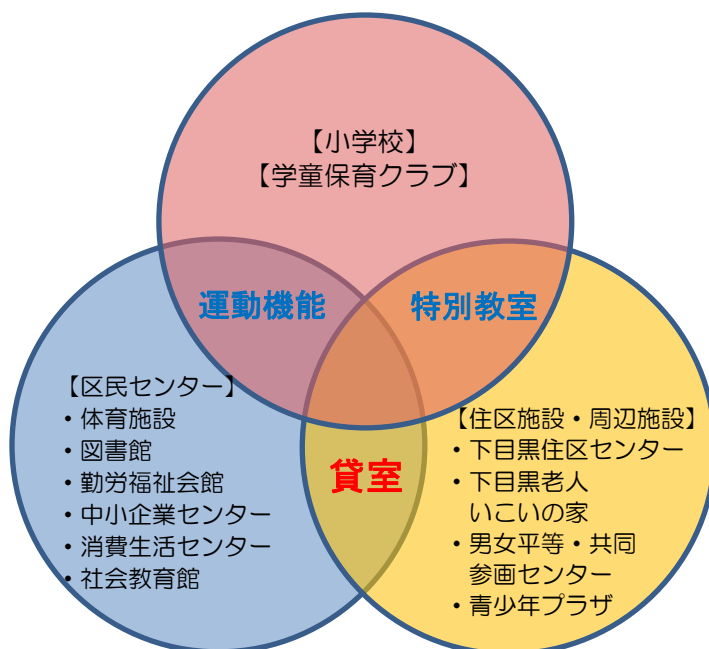 【小学校】
【学童保育クラブ】
運動機能
特別教室
【区民センター】
・体育施設
・図書館
・勤労福祉会館
・中小企業センター
・消費生活センター
・社会教育館
貸室
【住区施設・周辺施設】
・下目黒住区センター
・下目黒老人
いこいの家
・男女平等・共同
参画センター
・青少年プラザ